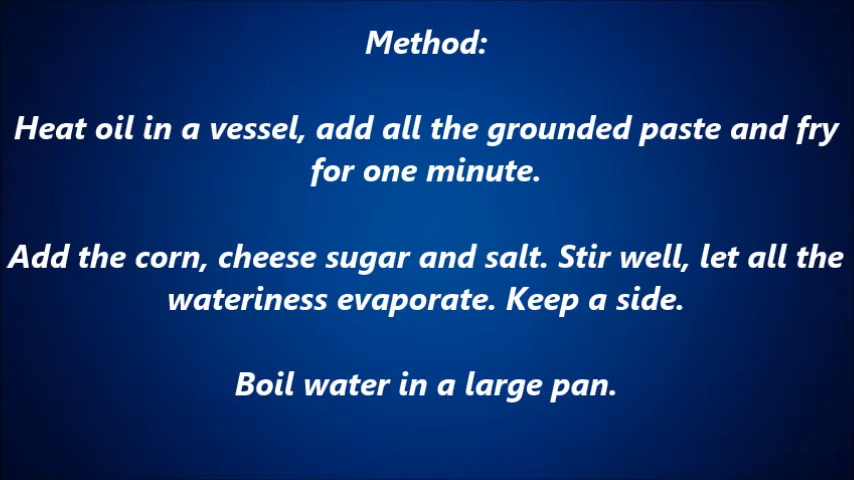 Method:
Heat oil in a vessel, add all the grounded paste and fry
for one minute.
Add the corn, cheese sugar and salt. Stir well, let all the
wateriness evaporate. Keep a side.
Boil water in a large pan.